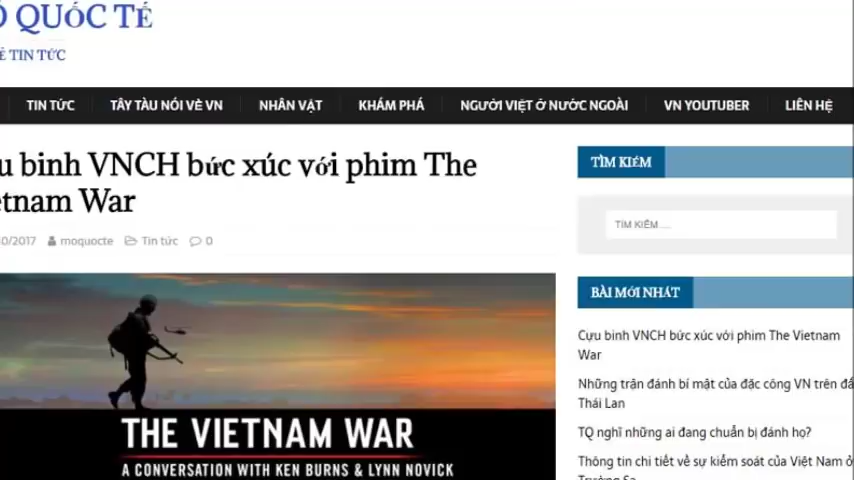 QUỐC TẾ
TIN TỨC
TIN TỨC
TÂY TÀU NÓI VỀ VN
NHÂN VẬT
KHÁM PHÁ
NGƯỜI VIỆT Ở NƯỚC NGOÀI
VN YOUTUBER
LIÊN HỆ
binh VNCH bức xúc với phim The
War
0/2017
moquocte
Tin tức
0
THE VIETNAM WAR
A CONVERSATION WITH KEN BURNS & LYNN NOVICK
TÌM KIẾM
TÌM KIẾM ...
BÀI MỚI NHẤT
Cựu binh VNCH bức xúc với phim The Vietnam
War
Những trận đánh bí mật của đặc công VN trên
Thái Lan
TQ nghĩ những ai đang chuẩn bị đánh họ?
Thông tin chi tiết về sự kiểm soát của Việt Nam ở
Trường Sa